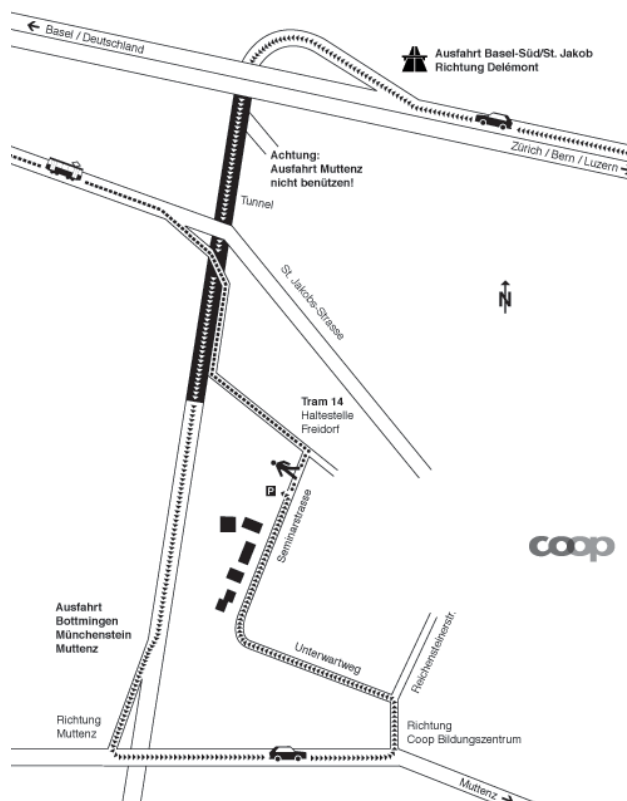 Basel / Deutschland
Ausfahrt Basel-Süd/St. Jakob
Richtung Delémont
Zürich / Bern / Luzern
Achtung:
Ausfahrt Muttenz
nicht benützen!
Tunnel
St. Jakobs-Strasse
N
Tram 14
Haltestelle
Freidorf
P
Seminarstrasse
coop
Ausfahrt
Bottmingen
Münchenstein
Muttenz
Unterwartweg
Reichensteinerstr.
Richtung
Muttenz
Richtung
Coop Bildungszentrum
Muttenz